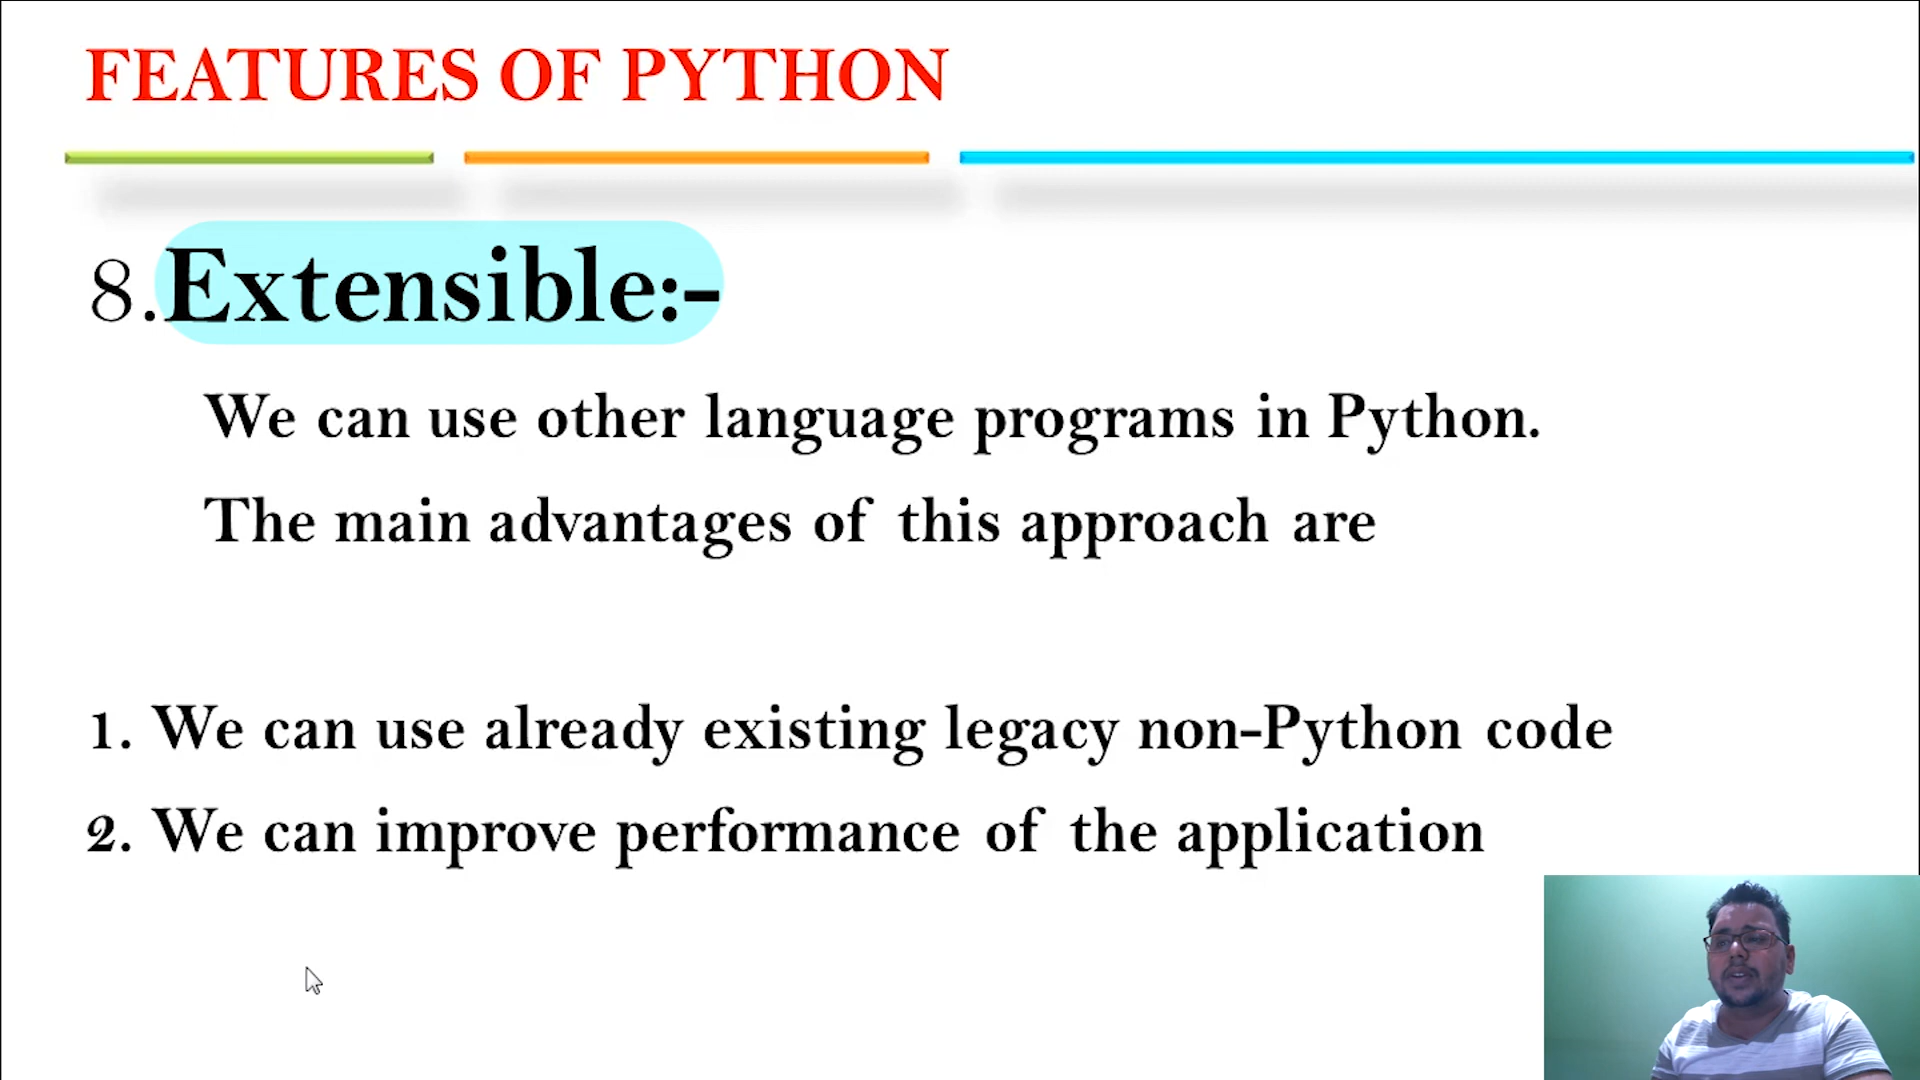 FEATURES OF PYTHON
8.Extensible:-
We can use other language programs in Python.
The main advantages of this approach are
1. We can use already existing legacy non-Python code
2. We can improve performance of the application